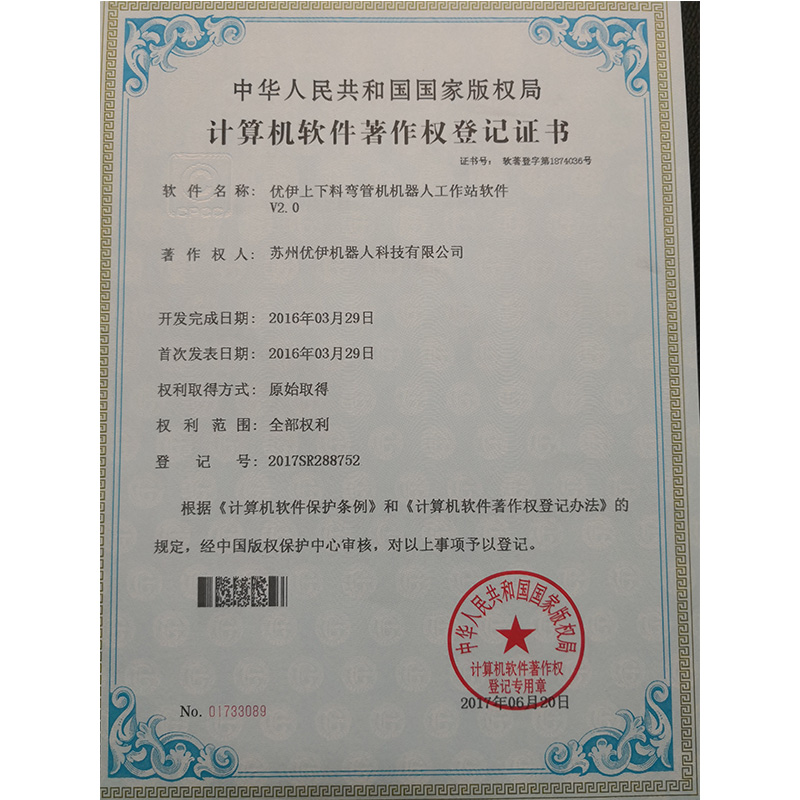 中华人民共和国国家版权局
计算机软件著作权登记证书
证书号： 软著登字第1874036号
软件名称： 优伊上下料弯管机机器人工作站软件
V2.0
著作权人： 苏州优伊机器人科技有限公司
开发完成日期： 2016年03月29日
首次发表日期： 2016年03月29日
权利取得方式： 原始取得
权利范围： 全部权利
登记号： 2017SR288752
根据《计算机软件保护条例》和《计算机软件著作权登记办法》的
规定，经中国版权保护中心审核，对以上事项予以登记。
中华人民共和国国家版权局
计算机软件著作权
登记专用章
2017年06月20日
No. 01733089
CPCC